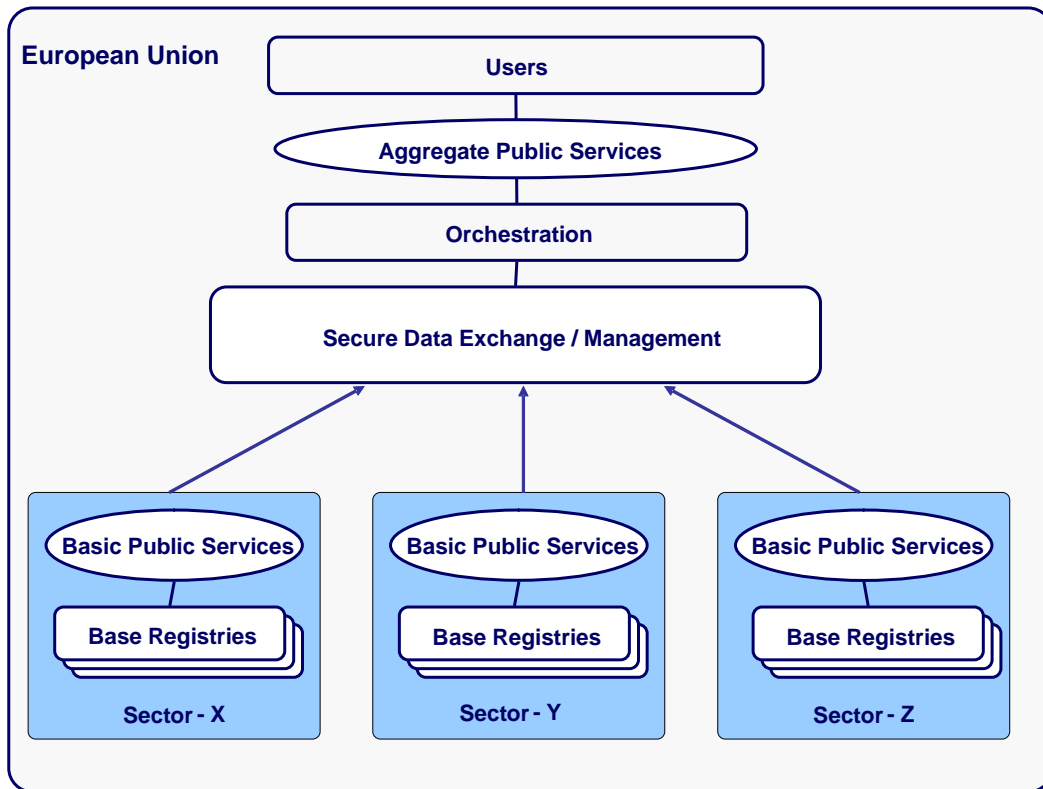 European Union
Users
Aggregate Public Services
Orchestration
Secure Data Exchange / Management
Basic Public Services
Basic Public Services
Basic Public Services
Base Registries
Base Registries
Base Registries
Sector - X
Sector - Y
Sector - Z